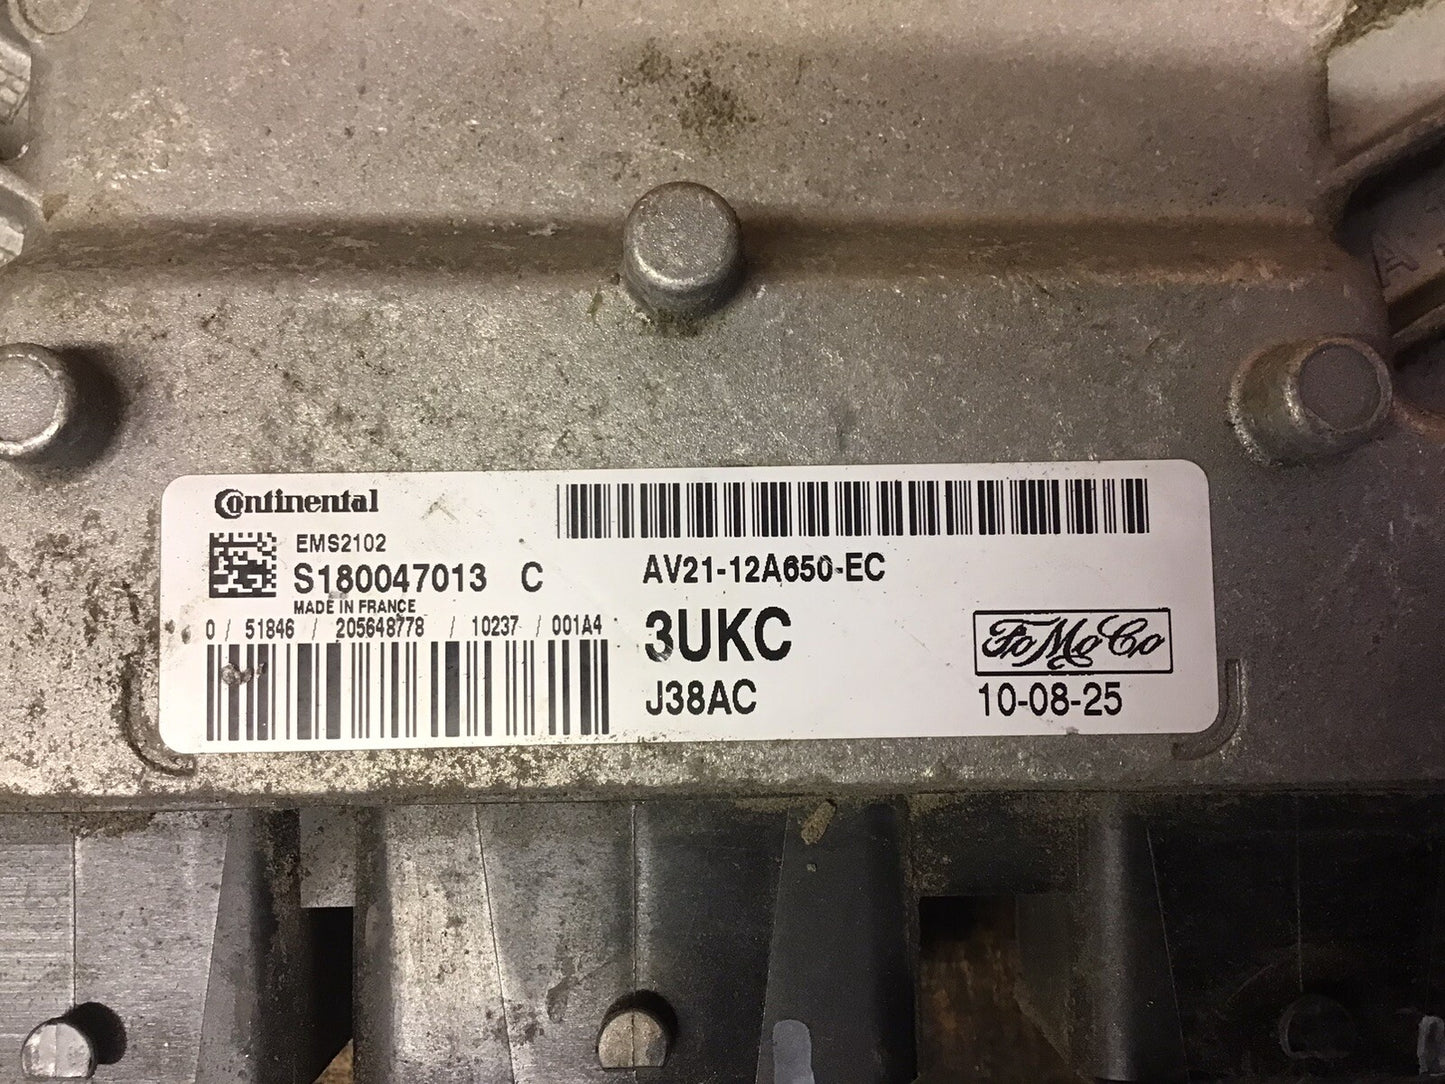 Continental
EMS2102
S180047013 C
MADE IN FRANCE
0 / 51846 / 205648778 / 10237 / 001A4
AV21-12A650-EC
3UKC
J38AC
FoMoCo
10-08-25
A